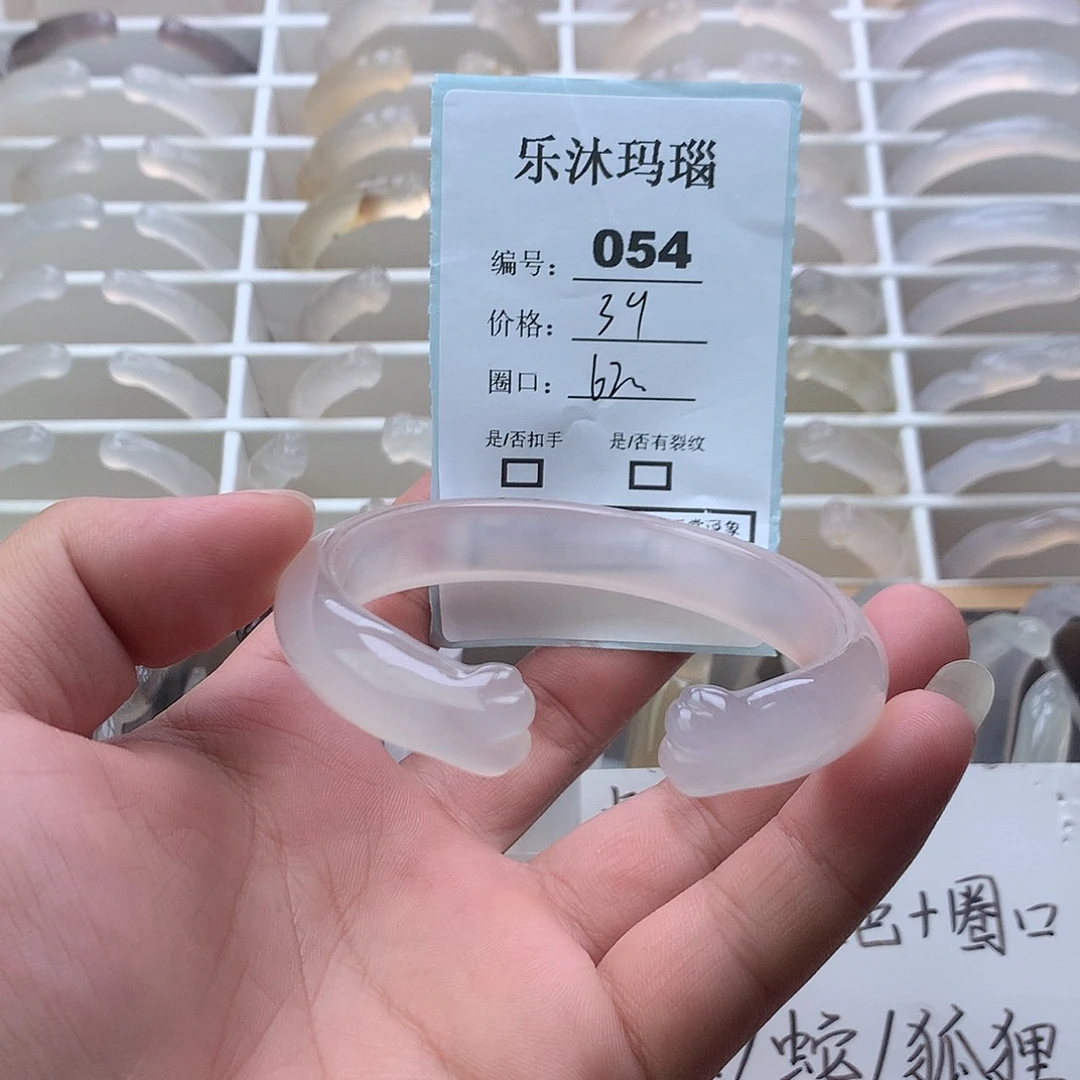 乐沐玛瑙
编号: 054
价格: 34
圈口: 62
是/否扣手 是/否有裂纹
+圈口
/蛇/狐狸